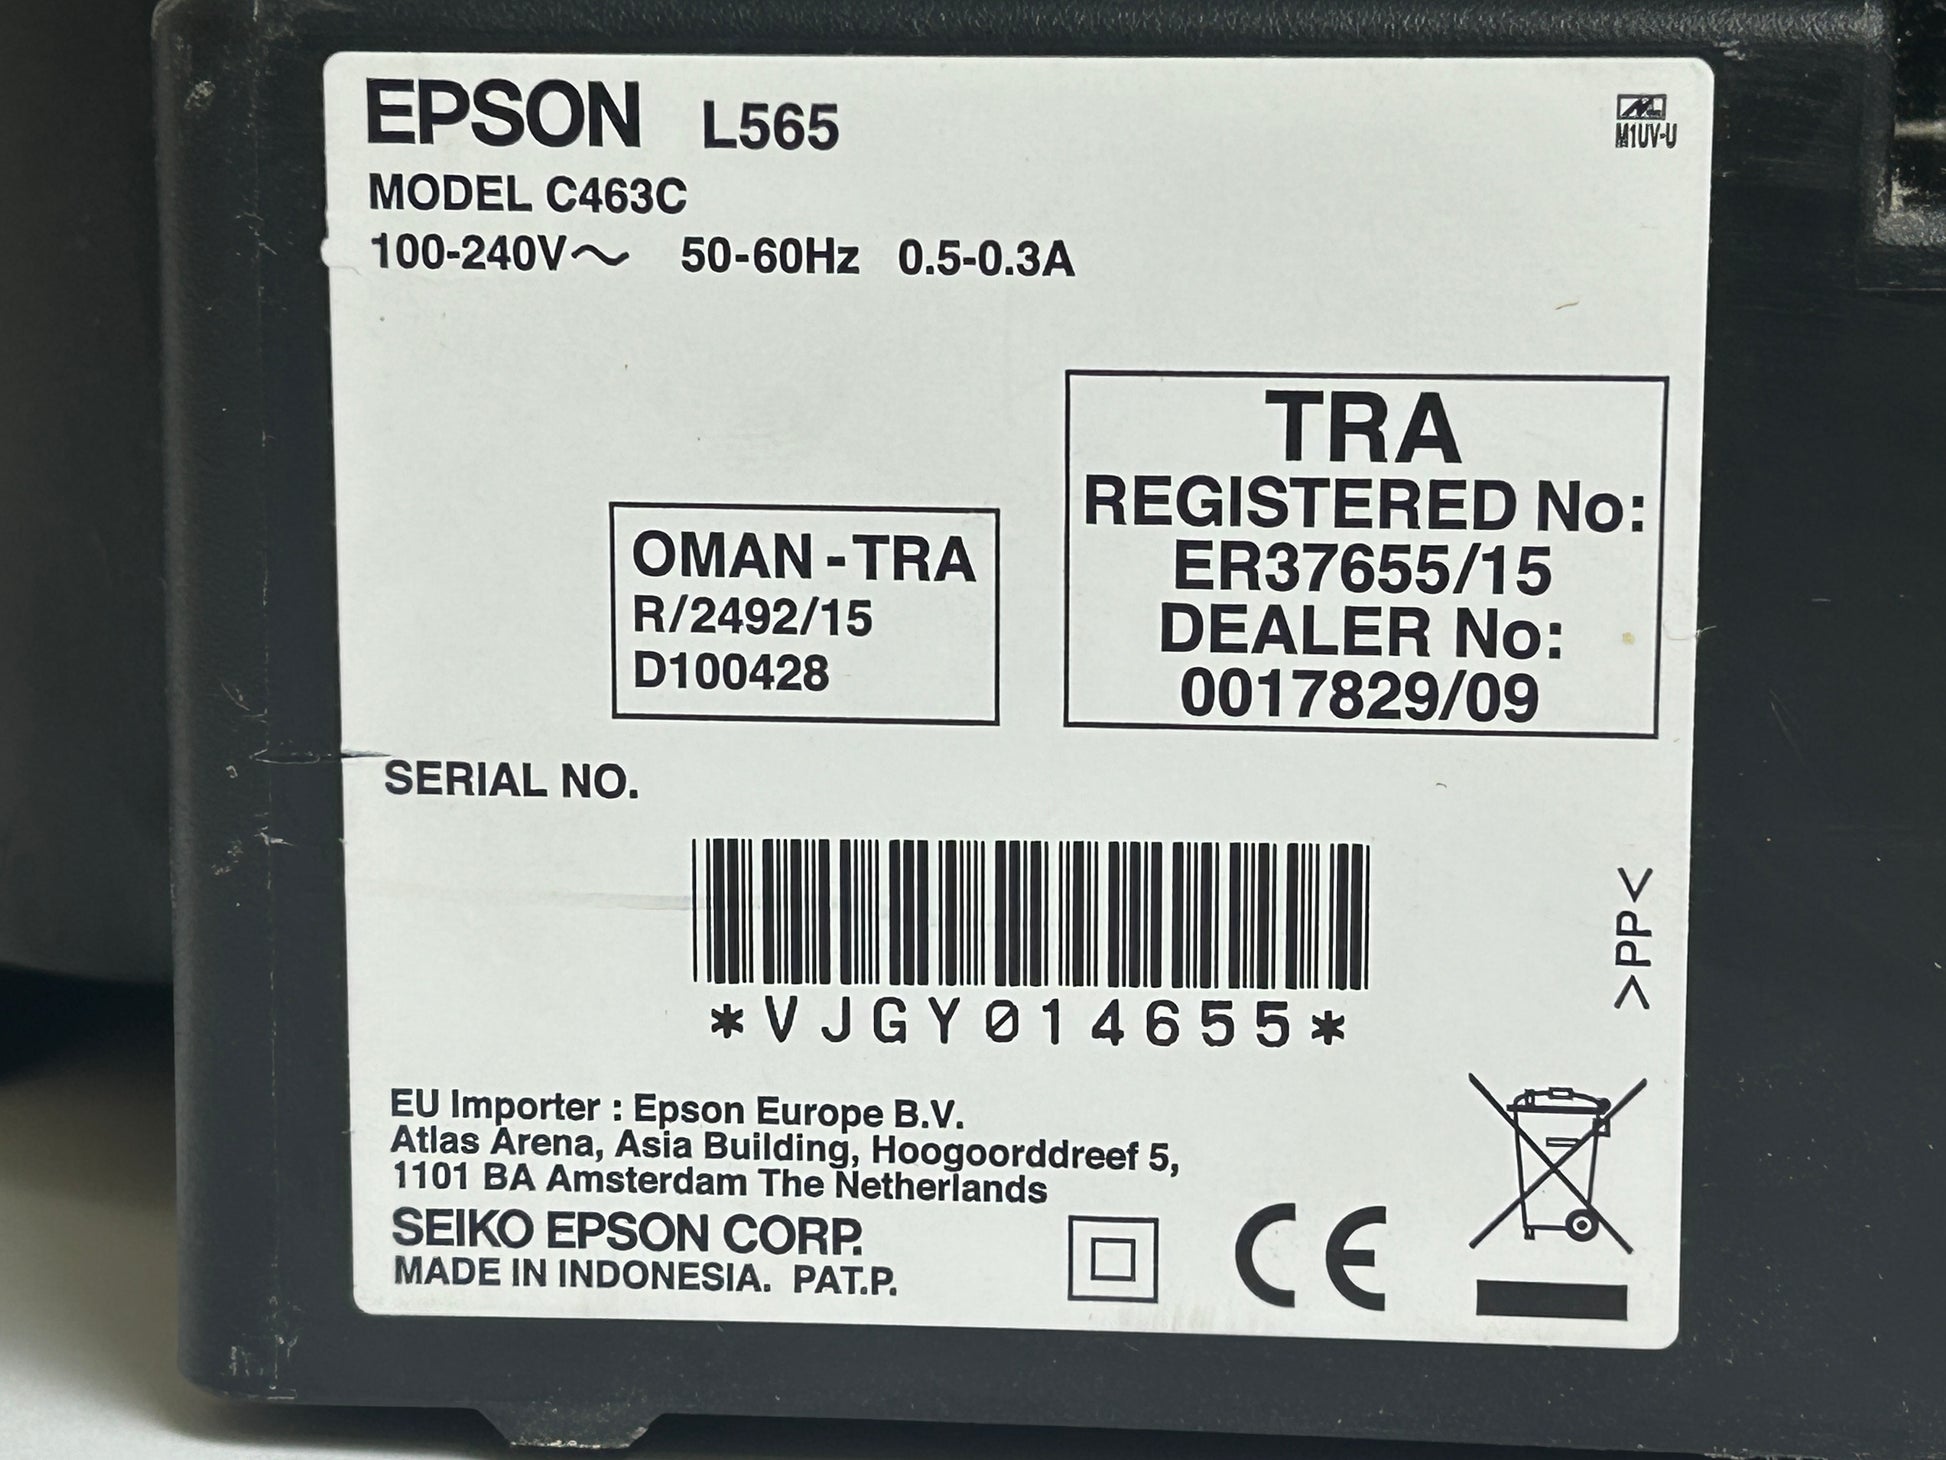 EPSON L565
M1UV-U
MODEL C463C
100-240V～ 50-60Hz 0.5-0.3A
TRA
REGISTERED No:
ER37655/15
DEALER No:
0017829/09
OMAN-TRA
R/2492/15
D100428
SERIAL NO.
*VJGY014655*
>PP<
EU Importer : Epson Europe B.V.
Atlas Arena, Asia Building, Hoogoorddreef 5,
1101 BA Amsterdam The Netherlands
SEIKO EPSON CORP.
MADE IN INDONESIA. PAT.P.
CE